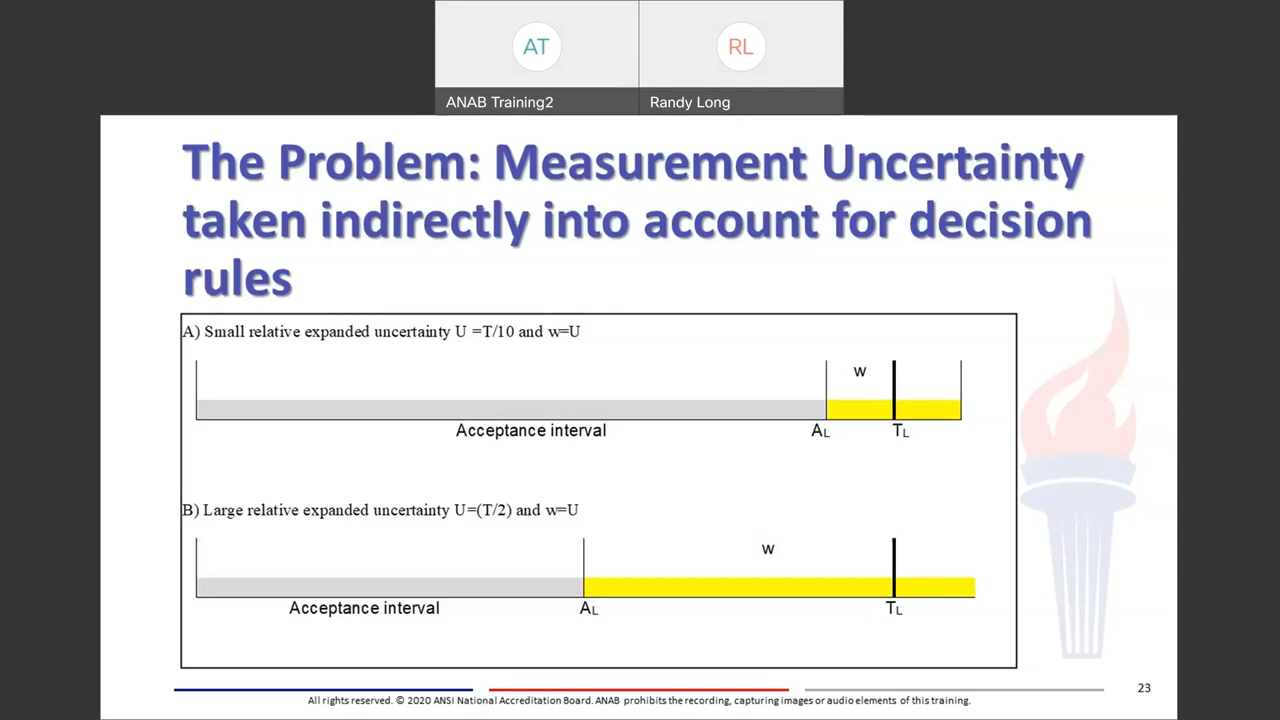 AT
RL
ANAB Training2
Randy Long
The Problem: Measurement Uncertainty
taken indirectly into account for decision
rules
A) Small relative expanded uncertainty U =T/10 and w=U
w
Acceptance interval
AL
TL
B) Large relative expanded uncertainty U=(T/2) and w=U
w
Acceptance interval
AL
TL
23
All rights reserved. © 2020 ANSI National Accreditation Board. ANAB prohibits the recording, capturing images or audio elements of this training.